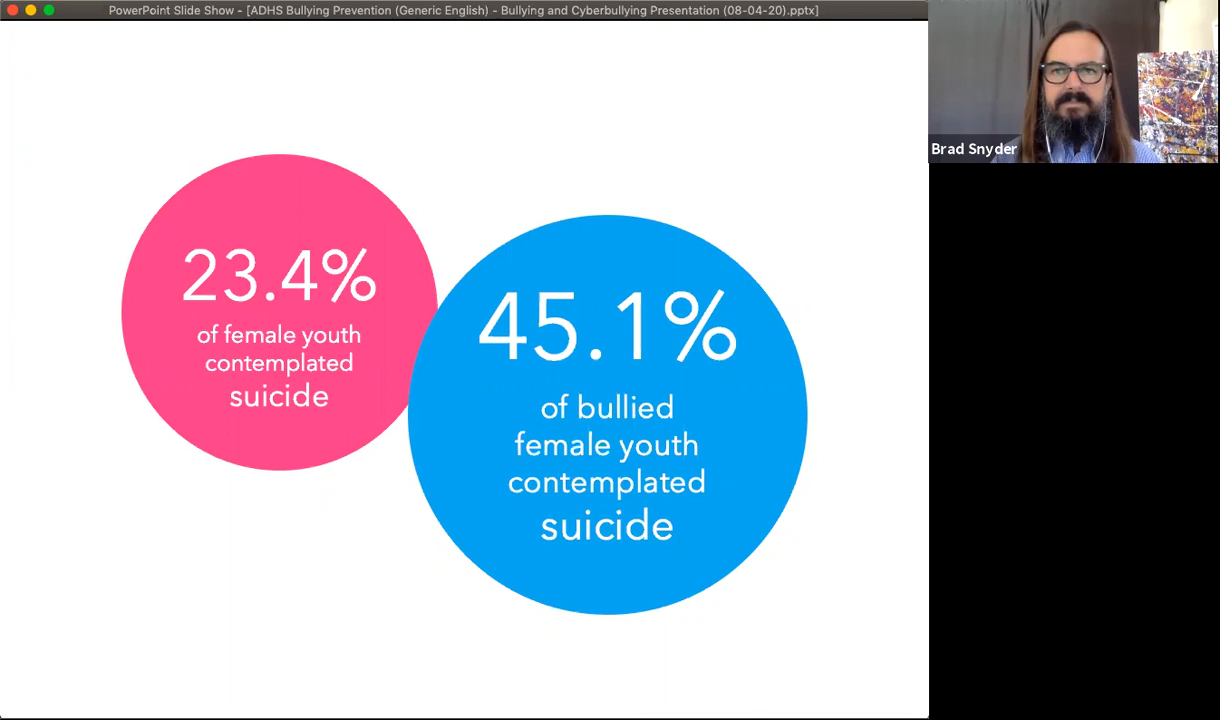 PowerPoint Slide Show - [ADHS Bullying Prevention (Generic English) - Bullying and Cyberbullying Presentation (08-04-20).pptx]
23.4%
of female youth
contemplated
suicide
45.1%
of bullied
female youth
contemplated
suicide
Brad Snyder